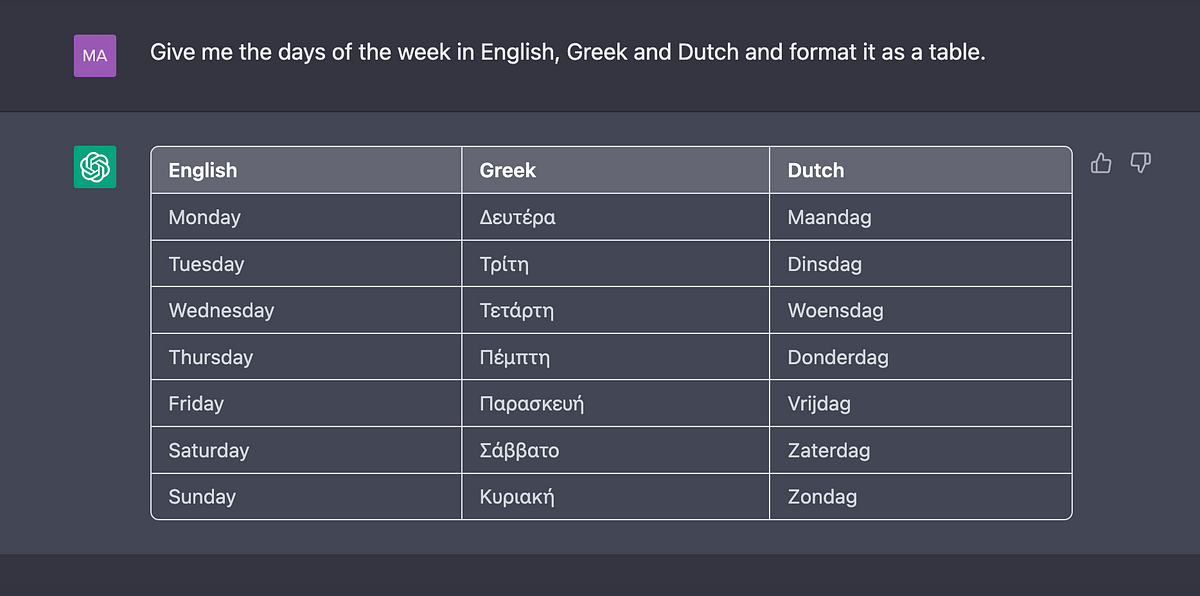 MA
Give me the days of the week in English, Greek and Dutch and format it as a table.
English Greek Dutch
Monday Δευτέρα Maandag
Tuesday Τρίτη Dinsdag
Wednesday Τετάρτη Woensdag
Thursday Πέμπτη Donderdag
Friday Παρασκευή Vrijdag
Saturday Σάββατο Zaterdag
Sunday Κυριακή Zondag